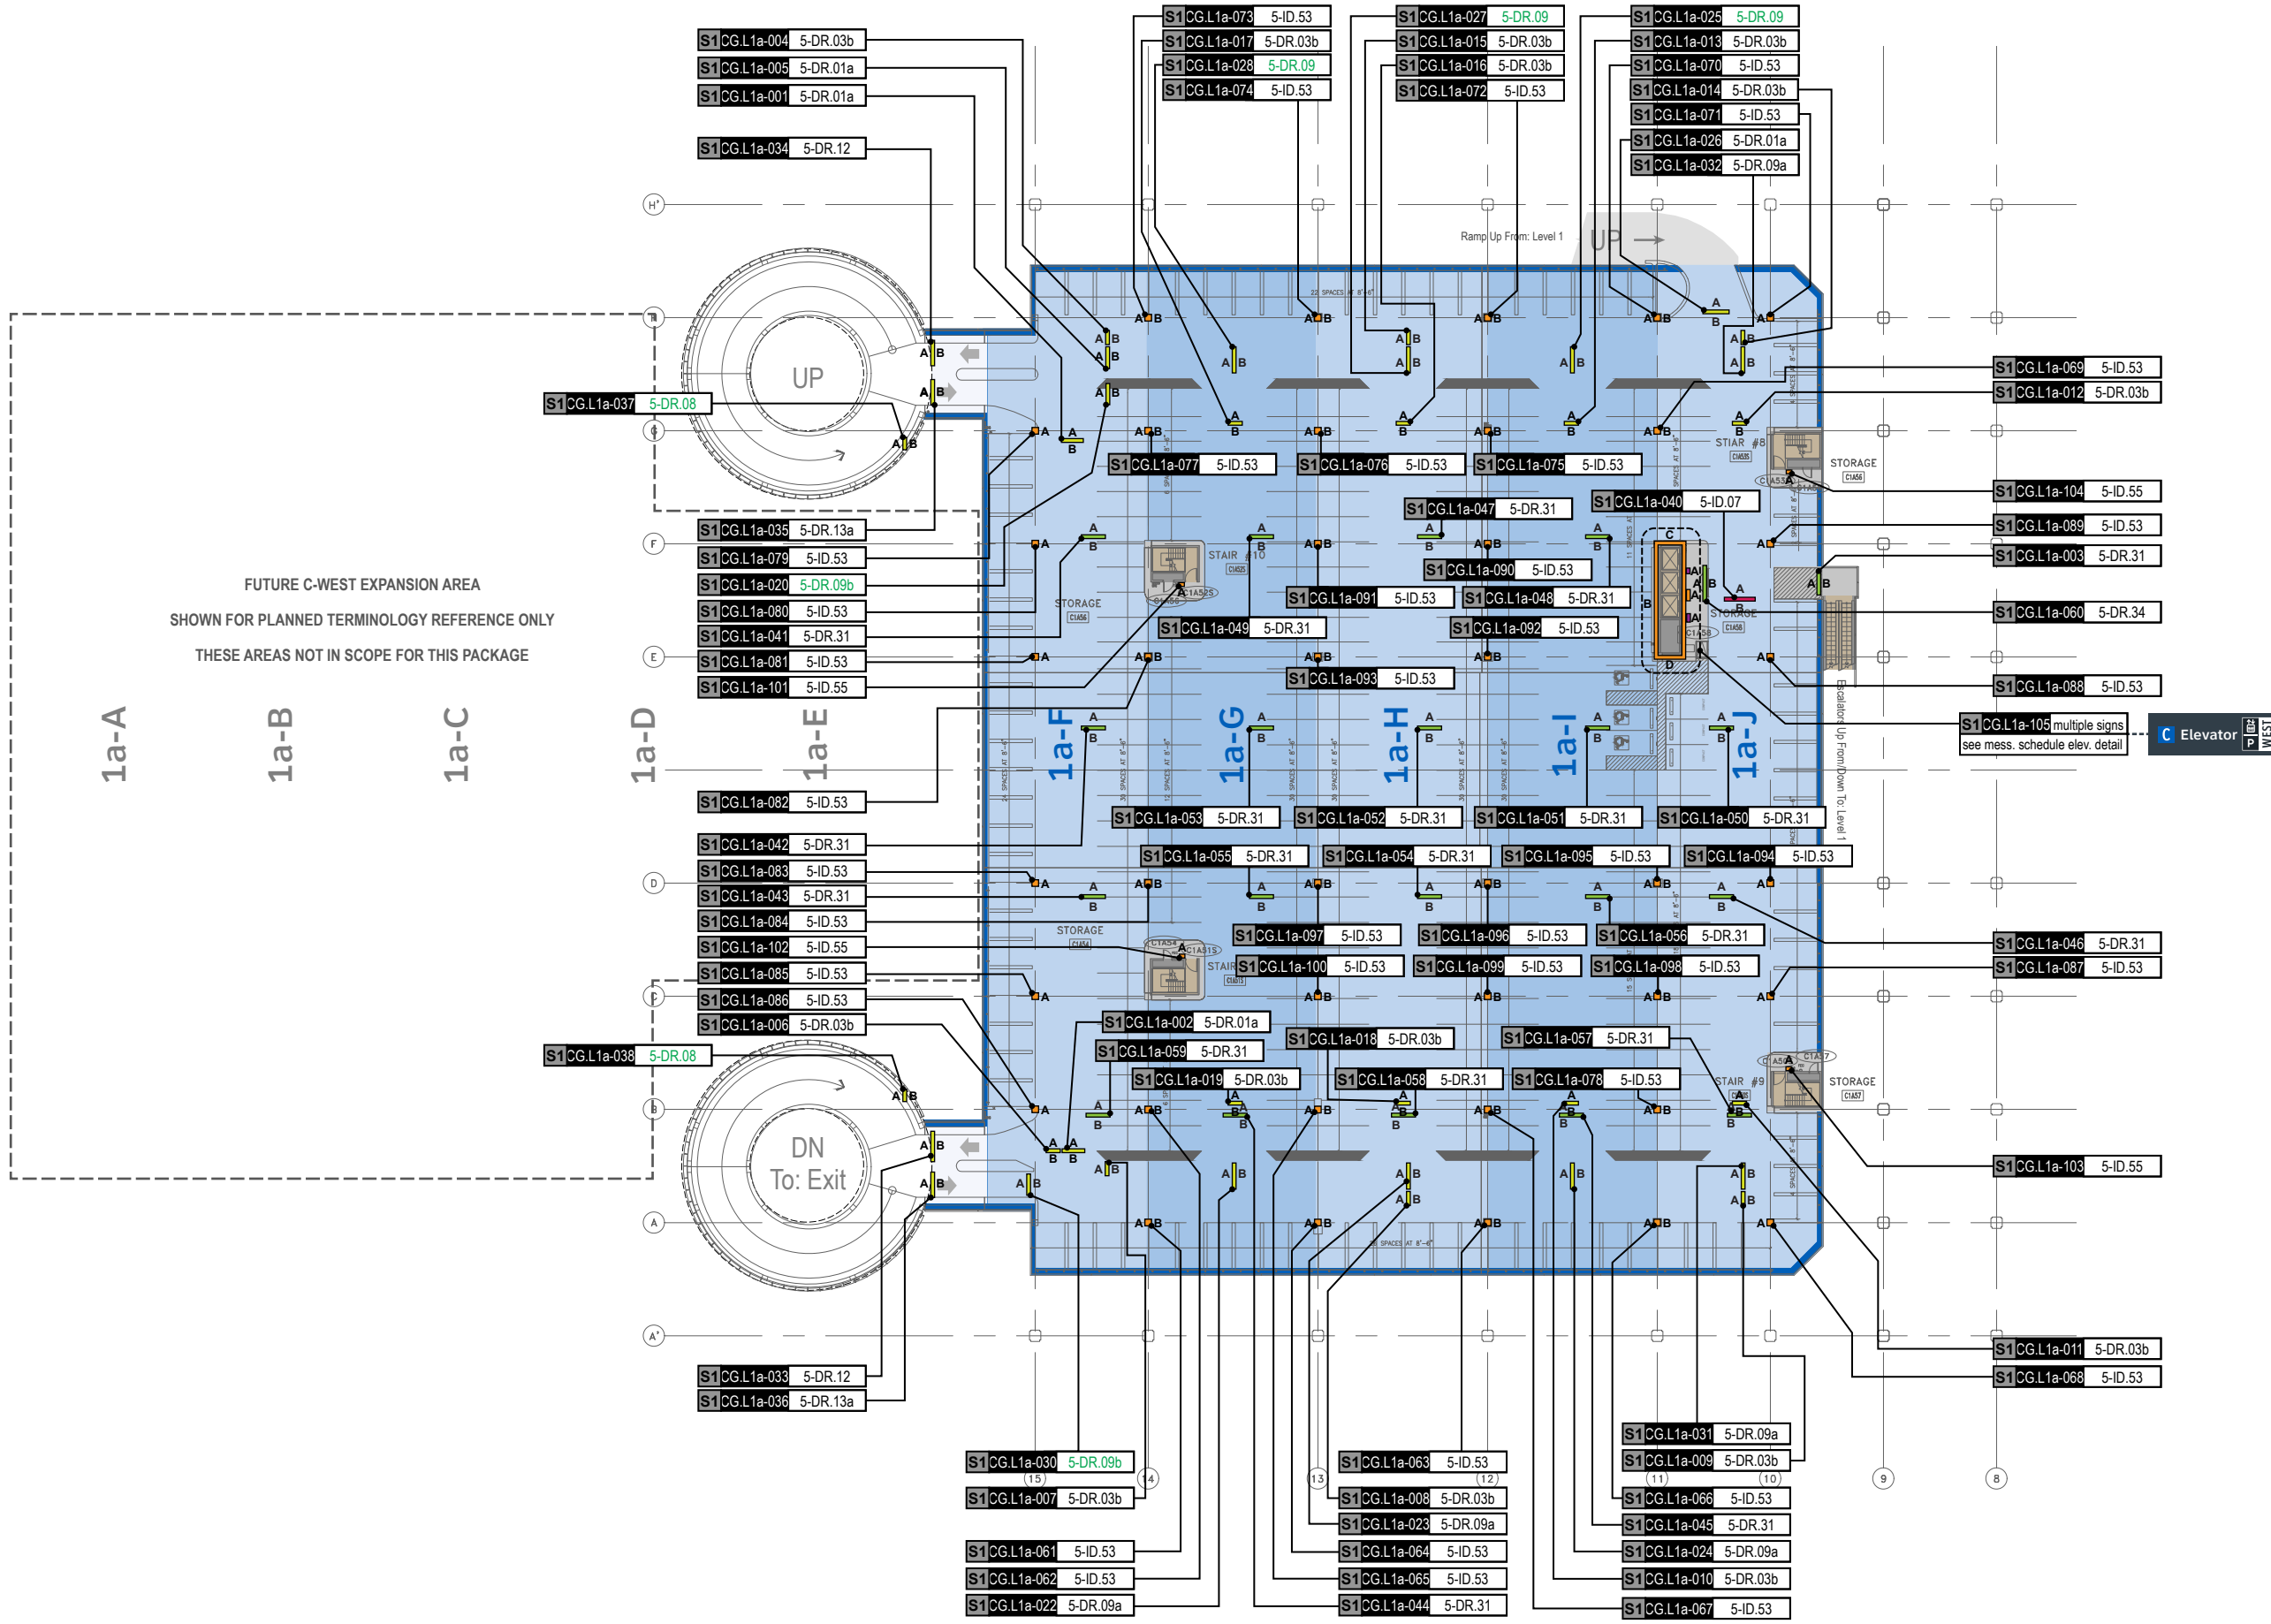 S1 CG.L1a-004 5-DR.03b
S1 CG.L1a-005 5-DR.01a
S1 CG.L1a-001 5-DR.01a
S1 CG.L1a-034 5-DR.12
S1 CG.L1a-073 5-ID.53
S1 CG.L1a-017 5-DR.03b
S1 CG.L1a-028 5-DR.09
S1 CG.L1a-074 5-ID.53
S1 CG.L1a-027 5-DR.09
S1 CG.L1a-015 5-DR.03b
S1 CG.L1a-016 5-DR.03b
S1 CG.L1a-072 5-ID.53
S1 CG.L1a-025 5-DR.09
S1 CG.L1a-013 5-DR.03b
S1 CG.L1a-070 5-ID.53
S1 CG.L1a-014 5-DR.03b
S1 CG.L1a-071 5-ID.53
S1 CG.L1a-026 5-DR.01a
S1 CG.L1a-032 5-DR.09a
H'
Ramp Up From: Level 1
UP
22 SPACES AT 8'-6"
H
UP
S1 CG.L1a-037 5-DR.08
G
S1 CG.L1a-069 5-ID.53
S1 CG.L1a-012 5-DR.03b
STIAR #8
C1A53S
STORAGE
C1A56
S1 CG.L1a-077 5-ID.53
S1 CG.L1a-076 5-ID.53
S1 CG.L1a-075 5-ID.53
S1 CG.L1a-104 5-ID.55
S1 CG.L1a-089 5-ID.53
S1 CG.L1a-003 5-DR.31
S1 CG.L1a-060 5-DR.34
S1 CG.L1a-088 5-ID.53
S1 CG.L1a-047 5-DR.31
S1 CG.L1a-040 5-ID.07
S1 CG.L1a-090 5-ID.53
S1 CG.L1a-091 5-ID.53
S1 CG.L1a-048 5-DR.31
S1 CG.L1a-049 5-DR.31
S1 CG.L1a-092 5-ID.53
S1 CG.L1a-093 5-ID.53
S1 CG.L1a-035 5-DR.13a
S1 CG.L1a-079 5-ID.53
S1 CG.L1a-020 5-DR.09b
S1 CG.L1a-080 5-ID.53
S1 CG.L1a-041 5-DR.31
S1 CG.L1a-081 5-ID.53
S1 CG.L1a-101 5-ID.55
F
E
STAIR #10
C1A52S
STORAGE
C1A56
STORAGE
C1A58
FUTURE C-WEST EXPANSION AREA
SHOWN FOR PLANNED TERMINOLOGY REFERENCE ONLY
THESE AREAS NOT IN SCOPE FOR THIS PACKAGE
1a-A
1a-B
1a-C
1a-D
1a-E
1a-F
1a-G
1a-H
1a-I
1a-J
S1 CG.L1a-105 multiple signs
see mess. schedule elev. detail
C Elevator P WEST
Escalators Up From/Down To: Level 1
S1 CG.L1a-082 5-ID.53
S1 CG.L1a-053 5-DR.31
S1 CG.L1a-052 5-DR.31
S1 CG.L1a-051 5-DR.31
S1 CG.L1a-050 5-DR.31
S1 CG.L1a-042 5-DR.31
S1 CG.L1a-083 5-ID.53
S1 CG.L1a-043 5-DR.31
S1 CG.L1a-084 5-ID.53
S1 CG.L1a-102 5-ID.55
S1 CG.L1a-085 5-ID.53
S1 CG.L1a-086 5-ID.53
S1 CG.L1a-006 5-DR.03b
S1 CG.L1a-055 5-DR.31
S1 CG.L1a-054 5-DR.31
S1 CG.L1a-095 5-ID.53
S1 CG.L1a-094 5-ID.53
D
STORAGE
C1A54
S1 CG.L1a-097 5-ID.53
S1 CG.L1a-096 5-ID.53
S1 CG.L1a-056 5-DR.31
S1 CG.L1a-100 5-ID.53
S1 CG.L1a-099 5-ID.53
S1 CG.L1a-098 5-ID.53
S1 CG.L1a-046 5-DR.31
S1 CG.L1a-087 5-ID.53
C
S1 CG.L1a-038 5-DR.08
S1 CG.L1a-002 5-DR.01a
S1 CG.L1a-059 5-DR.31
S1 CG.L1a-018 5-DR.03b
S1 CG.L1a-057 5-DR.31
S1 CG.L1a-019 5-DR.03b
S1 CG.L1a-058 5-DR.31
S1 CG.L1a-078 5-ID.53
STAIR #9
STORAGE
C1A57
B
DN
To: Exit
S1 CG.L1a-103 5-ID.55
A
A'
S1 CG.L1a-033 5-DR.12
S1 CG.L1a-036 5-DR.13a
S1 CG.L1a-011 5-DR.03b
S1 CG.L1a-068 5-ID.53
15 14 13 12 11 10 9 8
S1 CG.L1a-030 5-DR.09b
S1 CG.L1a-007 5-DR.03b
S1 CG.L1a-061 5-ID.53
S1 CG.L1a-062 5-ID.53
S1 CG.L1a-022 5-DR.09a
S1 CG.L1a-063 5-ID.53
S1 CG.L1a-008 5-DR.03b
S1 CG.L1a-023 5-DR.09a
S1 CG.L1a-064 5-ID.53
S1 CG.L1a-065 5-ID.53
S1 CG.L1a-044 5-DR.31
S1 CG.L1a-031 5-DR.09a
S1 CG.L1a-009 5-DR.03b
S1 CG.L1a-066 5-ID.53
S1 CG.L1a-045 5-DR.31
S1 CG.L1a-024 5-DR.09a
S1 CG.L1a-010 5-DR.03b
S1 CG.L1a-067 5-ID.53